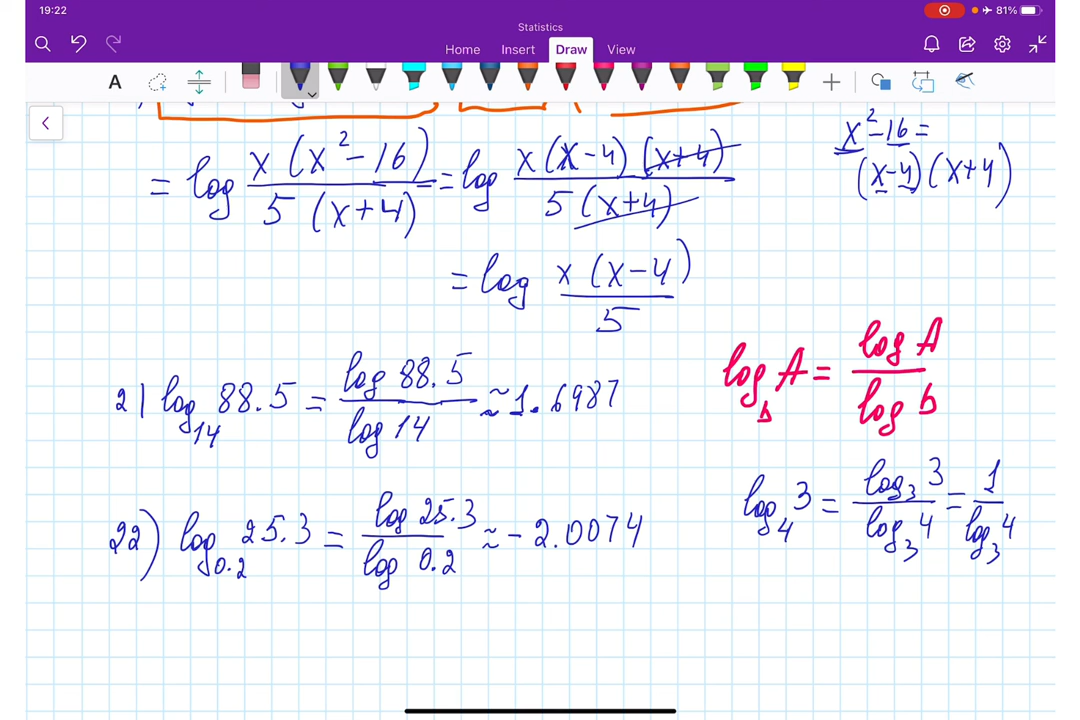 19:22
81%
Statistics
Home Insert Draw View
A
= log x(x²-16) / 5(x+4) = log x(x-4)(x+4) / 5(x+4)
x²-16=
(x-4)(x+4)
= log x(x-4) / 5
21) log₁₄ 88.5 = log 88.5 / log 14 ≈ 1.6987
log_b A = log A / log b
22) log₀.₂ 25.3 = log 25.3 / log 0.2 ≈ -2.0074
log₄ 3 = log₃ 3 / log₃ 4 = 1 / log₃ 4